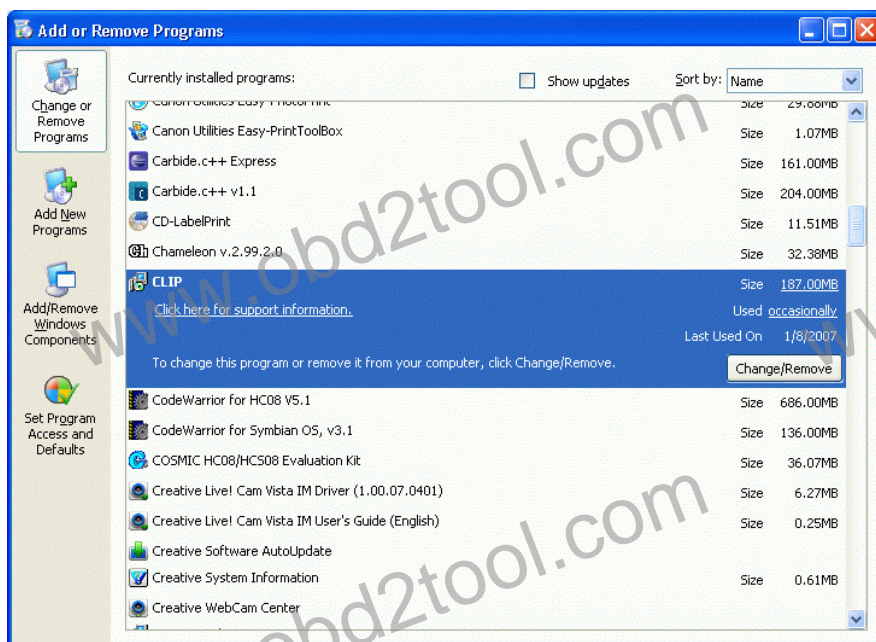 Add or Remove Programs
Change or
Remove
Programs
Add New
Programs
Add/Remove
Windows
Components
Set Program
Access and
Defaults
Currently installed programs:
Show updates
Sort by: Name
Canon Utilities Easy-PhotoPrint Size 29.88MB
Canon Utilities Easy-PrintToolBox Size 1.07MB
Carbide.c++ Express Size 161.00MB
Carbide.c++ v1.1 Size 204.00MB
CD-LabelPrint Size 11.51MB
Chameleon v.2.99.2.0 Size 32.38MB
CLIP Size 187.00MB
Click here for support information. Used occasionally
Last Used On 1/8/2007
To change this program or remove it from your computer, click Change/Remove. Change/Remove
CodeWarrior for HC08 V5.1 Size 686.00MB
CodeWarrior for Symbian OS, v3.1 Size 136.00MB
COSMIC HC08/HCS08 Evaluation Kit Size 36.07MB
Creative Live! Cam Vista IM Driver (1.00.07.0401) Size 6.27MB
Creative Live! Cam Vista IM User's Guide (English) Size 0.25MB
Creative Software AutoUpdate
Creative System Information Size 0.61MB
Creative WebCam Center
www.obd2tool.com
obd2tool.com